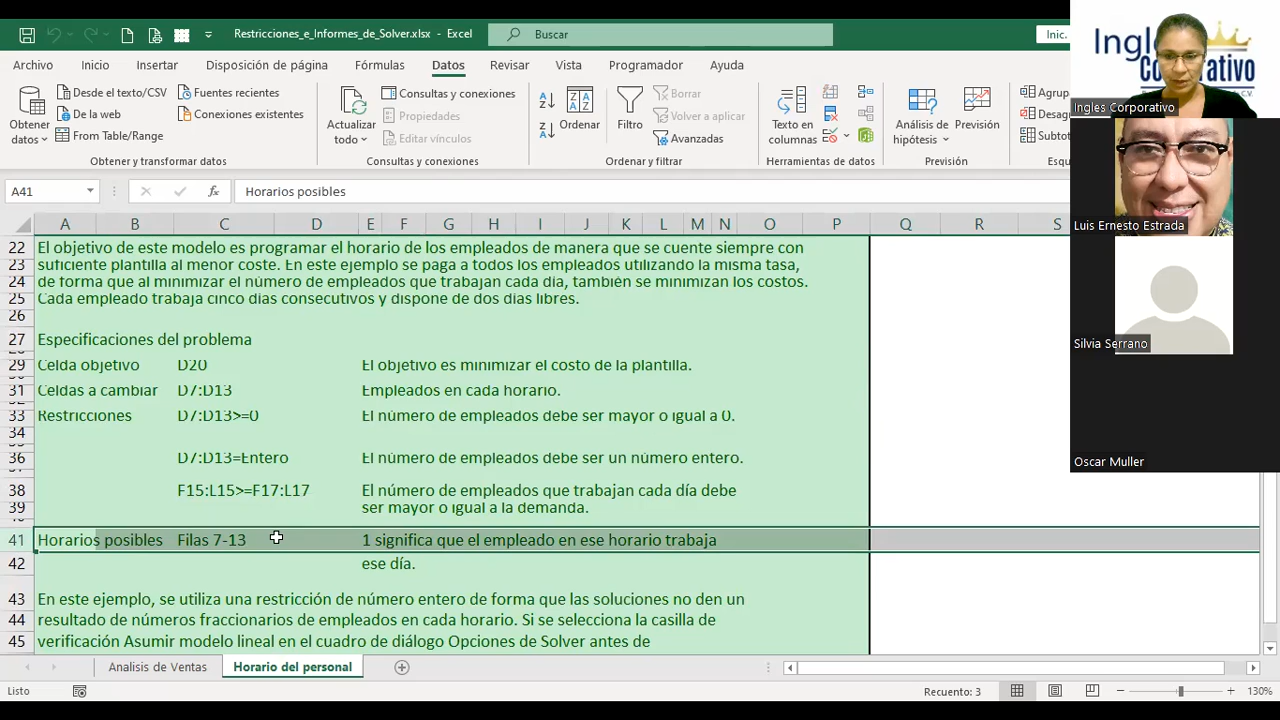 Restricciones_e_Informes_de_Solver.xlsx - Excel
Buscar
Inic.
Archivo Inicio Insertar Disposición de página Fórmulas Datos Revisar Vista Programador Ayuda
Obtener datos
Desde el texto/CSV
De la web
From Table/Range
Fuentes recientes
Conexiones existentes
Obtener y transformar datos
Actualizar todo
Consultas y conexiones
Propiedades
Editar vínculos
Consultas y conexiones
Ordenar
Filtro
Borrar
Volver a aplicar
Avanzadas
Ordenar y filtrar
Texto en columnas
Herramientas de datos
Análisis de hipótesis
Previsión
Previsión
Agrup
Desag
Subto
Esqu
A41 fx Horarios posibles
A B C D E F G H I J K L M N O P Q R S
22 El objetivo de este modelo es programar el horario de los empleados de manera que se cuente siempre con
23 suficiente plantilla al menor coste. En este ejemplo se paga a todos los empleados utilizando la misma tasa,
24 de forma que al minimizar el número de empleados que trabajan cada día, también se minimizan los costos.
25 Cada empleado trabaja cinco días consecutivos y dispone de dos días libres.
26
27 Especificaciones del problema
29 Celda objetivo D20 El objetivo es minimizar el costo de la plantilla.
31 Celdas a cambiar D7:D13 Empleados en cada horario.
33 Restricciones D7:D13>=0 El número de empleados debe ser mayor o igual a 0.
34
36 D7:D13=Entero El número de empleados debe ser un número entero.
38 F15:L15>=F17:L17 El número de empleados que trabajan cada día debe
39 ser mayor o igual a la demanda.
41 Horarios posibles Filas 7-13 1 significa que el empleado en ese horario trabaja
42 ese día.
43 En este ejemplo, se utiliza una restricción de número entero de forma que las soluciones no den un
44 resultado de números fraccionarios de empleados en cada horario. Si se selecciona la casilla de
45 verificación Asumir modelo lineal en el cuadro de diálogo Opciones de Solver antes de
Analisis de Ventas Horario del personal
Listo Recuento: 3 130%
Ingles Corporativo
Luis Ernesto Estrada
Silvia Serrano
Oscar Muller